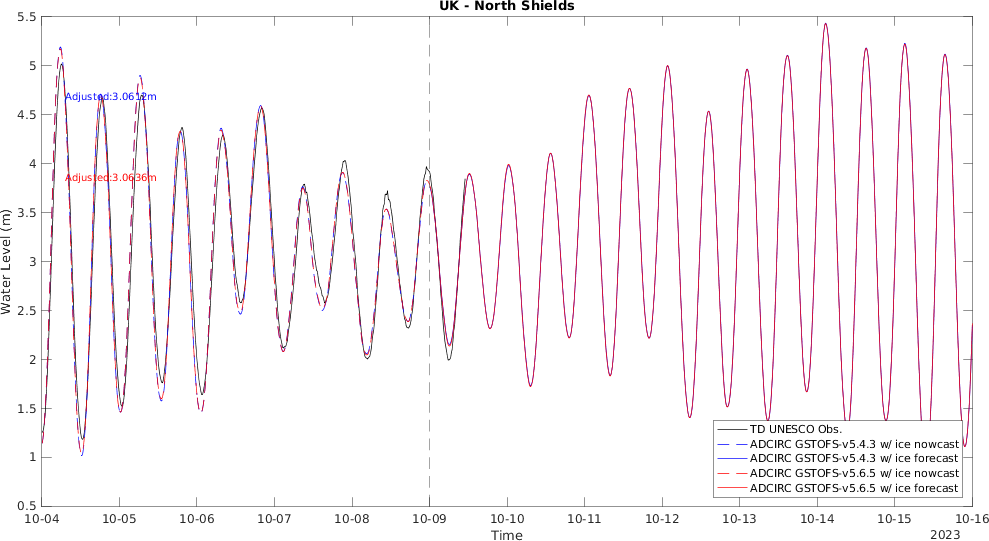 UK - North Shields
5.5
5
4.5
4
3.5
3
2.5
2
1.5
1
0.5
Water Level (m)
Adjusted:3.0612m
Adjusted:3.0636m
TD UNESCO Obs.
ADCIRC GSTOFS-v5.4.3 w/ ice nowcast
ADCIRC GSTOFS-v5.4.3 w/ ice forecast
ADCIRC GSTOFS-v5.6.5 w/ ice nowcast
ADCIRC GSTOFS-v5.6.5 w/ ice forecast
10-04 10-05 10-06 10-07 10-08 10-09 10-10 10-11 10-12 10-13 10-14 10-15 10-16
Time
2023